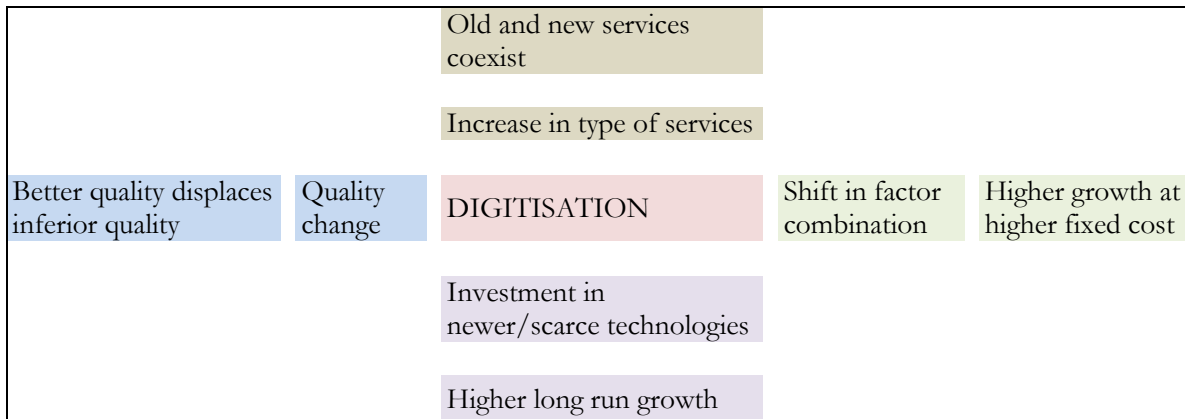 Old and new services
coexist
Increase in type of services
Better quality displaces
inferior quality
Quality
change
DIGITISATION
Shift in factor
combination
Higher growth at
higher fixed cost
Investment in
newer/scarce technologies
Higher long run growth